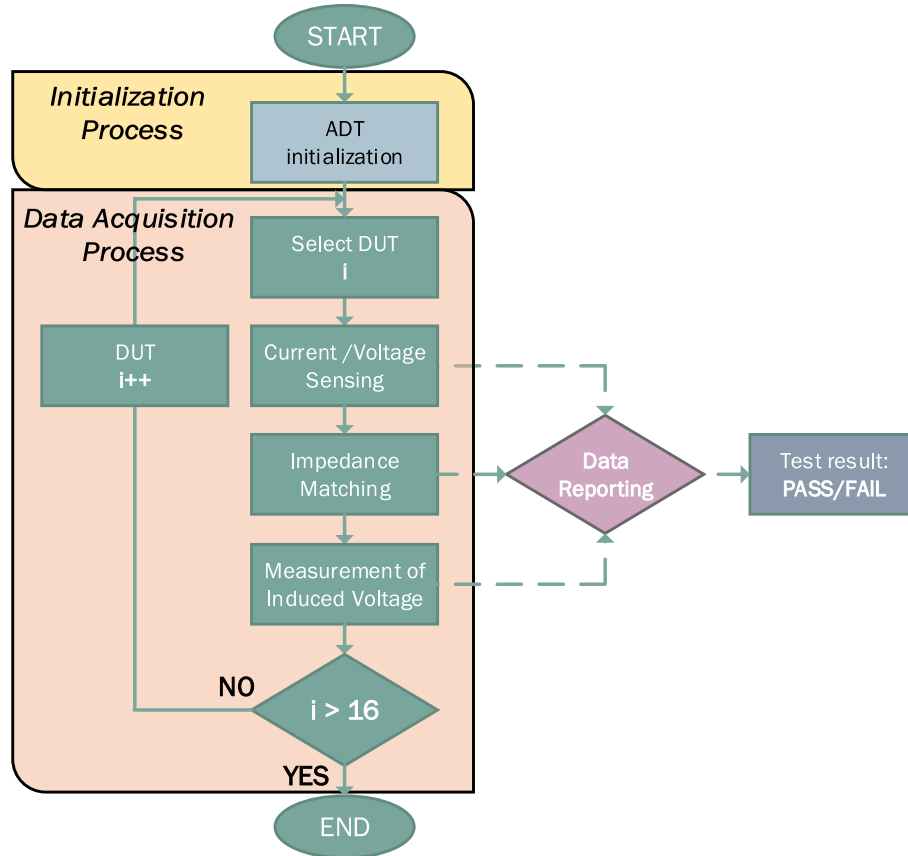 START
Initialization
Process
ADT
initialization
Data Acquisition
Process
Select DUT
i
DUT
i++
Current /Voltage
Sensing
Impedance
Matching
Data
Reporting
Test result:
PASS/FAIL
Measurement of
Induced Voltage
NO
i > 16
YES
END